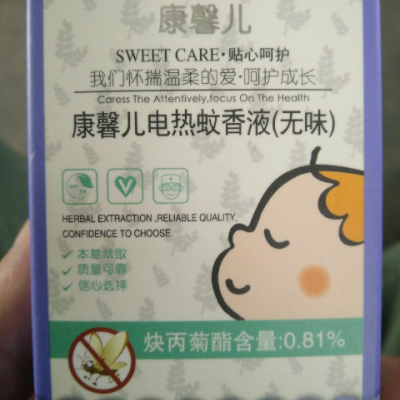 康馨儿
SWEET CARE·贴心呵护
我们怀揣温柔的爱·呵护成长
Caress The Attentively,focus On The Health
康馨儿电热蚊香液(无味)
HERBAL EXTRACTION ,RELIABLE QUALITY.
CONFIDENCE TO CHOOSE.
✓ 本草萃取
✓ 质量可靠
✓ 信心选择
炔丙菊酯含量:0.81%